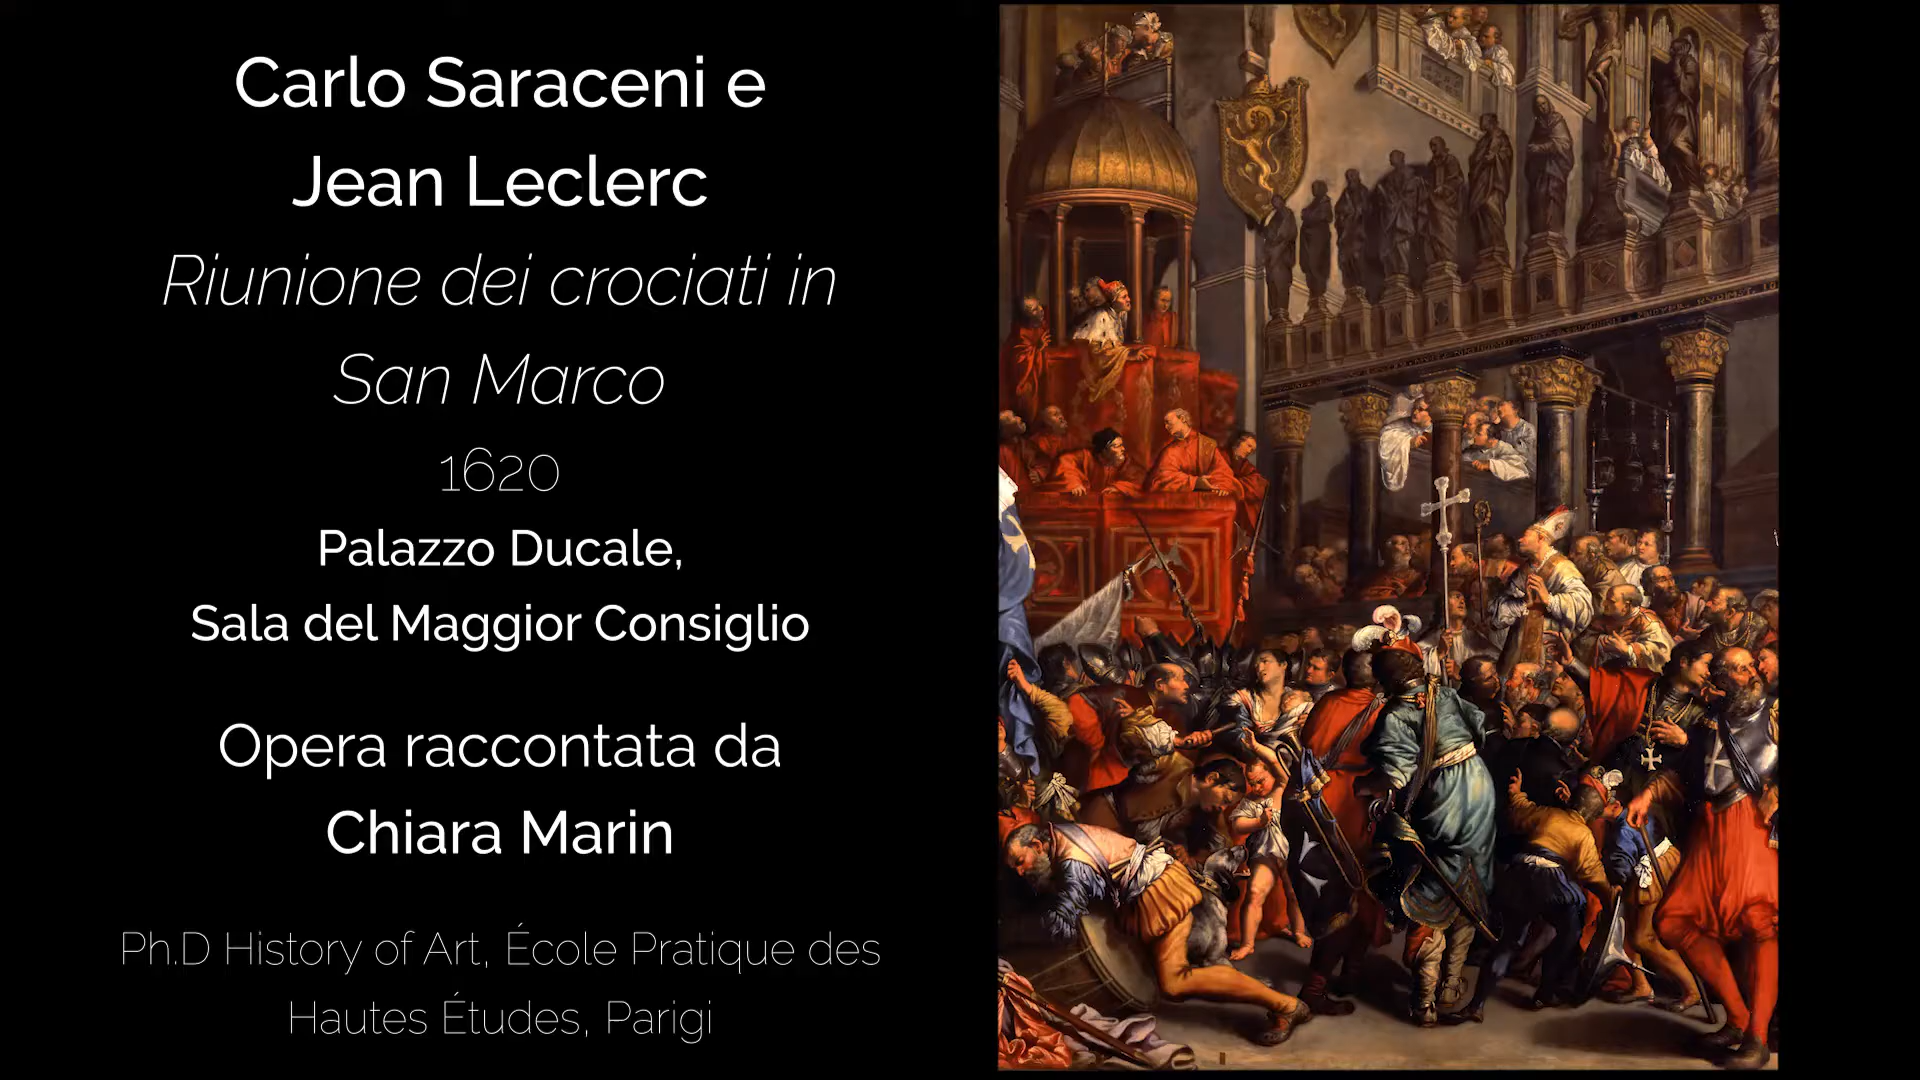 Carlo Saraceni e
Jean Leclerc
Riunione dei crociati in
San Marco
1620
Palazzo Ducale,
Sala del Maggior Consiglio
Opera raccontata da
Chiara Marin
Ph.D History of Art, École Pratique des
Hautes Études, Parigi